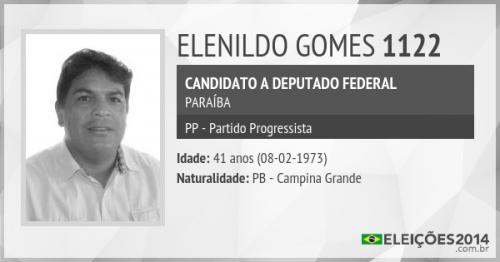 ELENILDO GOMES 1122
CANDIDATO A DEPUTADO FEDERAL
PARAÍBA
PP - Partido Progressista
Idade: 41 anos (08-02-1973)
Naturalidade: PB - Campina Grande
ELEIÇÕES2014
.com.br